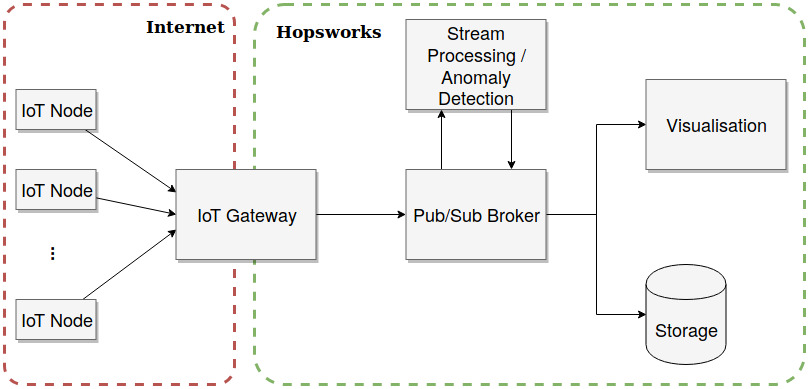 Internet
Hopsworks
Stream
Processing /
Anomaly
Detection
IoT Node
Visualisation
IoT Node
IoT Gateway
Pub/Sub Broker
...
IoT Node
Storage